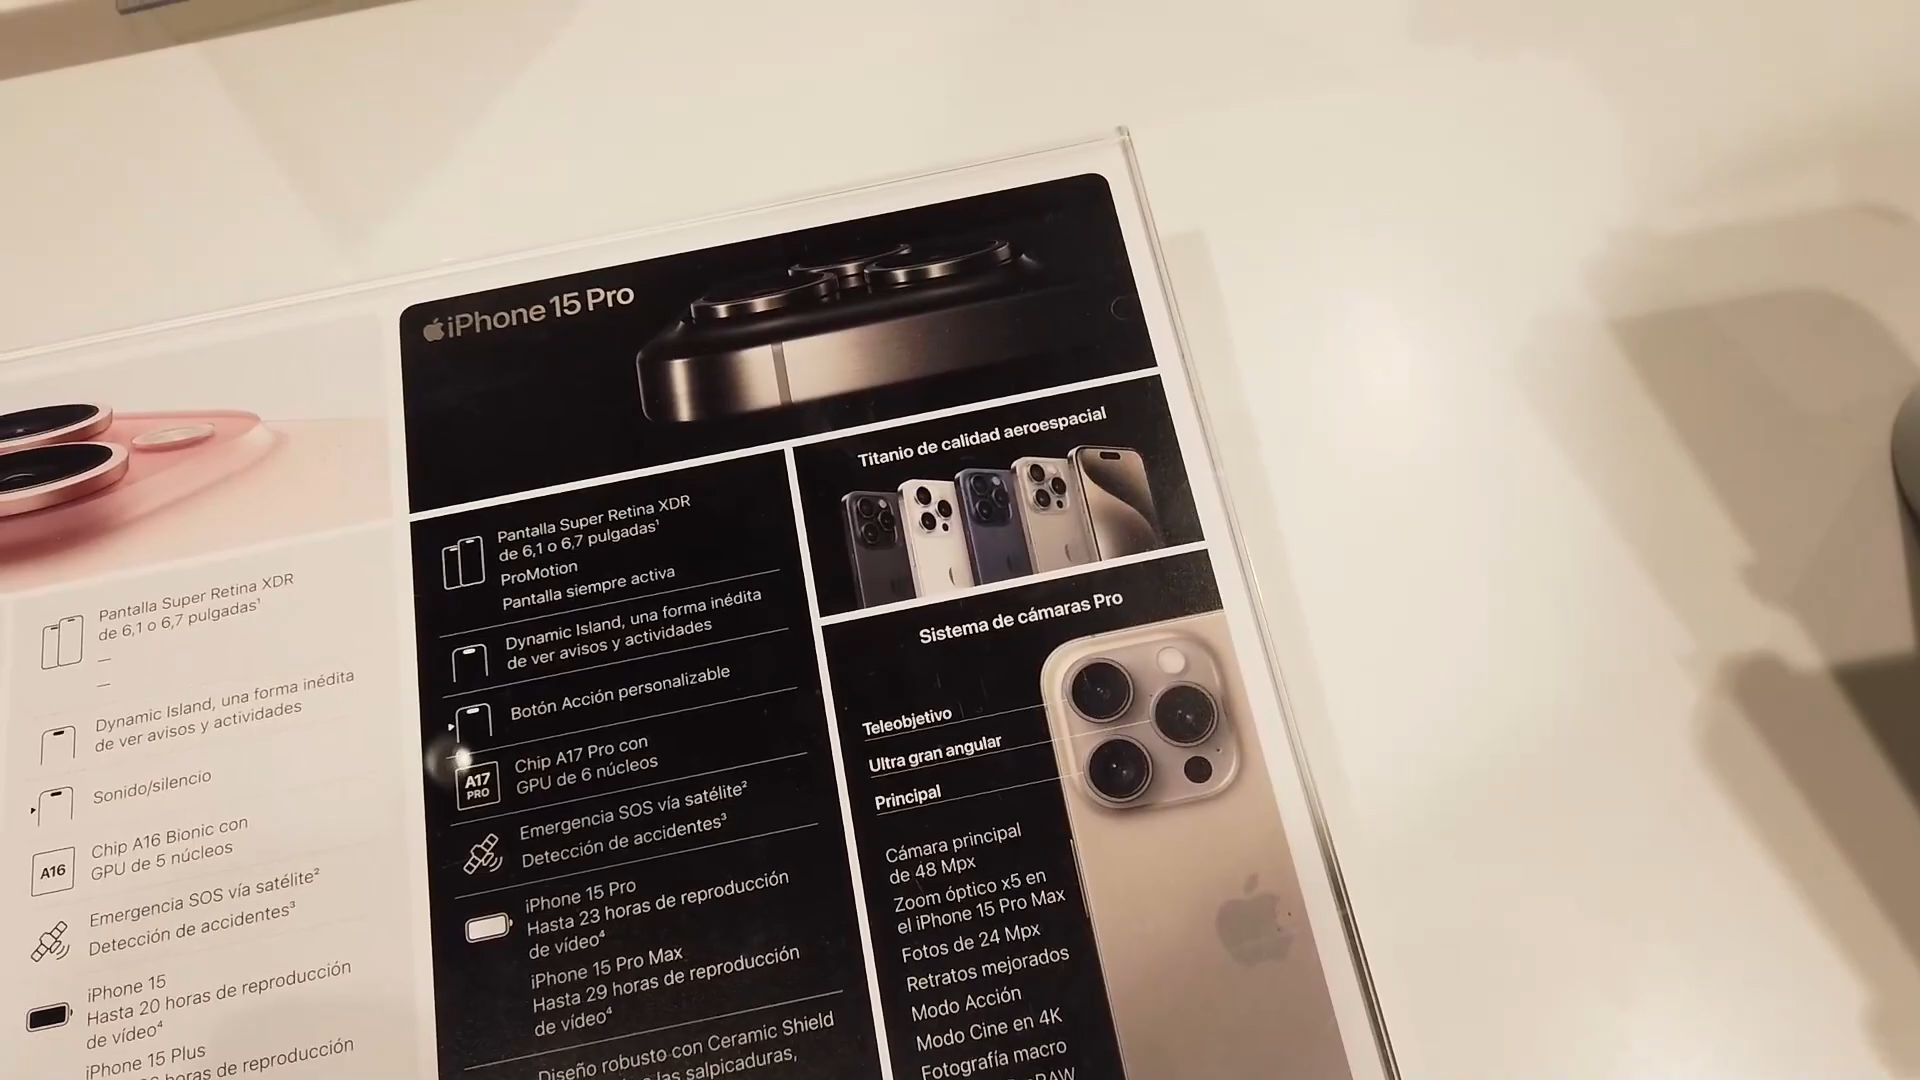 iPhone 15 Pro
Titanio de calidad aeroespacial
Pantalla Super Retina XDR
de 6,1 o 6,7 pulgadas¹
ProMotion
Pantalla siempre activa
Dynamic Island, una forma inédita
de ver avisos y actividades
Botón Acción personalizable
A17
PRO
Chip A17 Pro con
GPU de 6 núcleos
Emergencia SOS vía satélite²
Detección de accidentes³
iPhone 15 Pro
Hasta 23 horas de reproducción
de vídeo⁴
iPhone 15 Pro Max
Hasta 29 horas de reproducción
de vídeo⁴
Diseño robusto con Ceramic Shield
las salpicaduras,
Sistema de cámaras Pro
Teleobjetivo
Ultra gran angular
Principal
Cámara principal
de 48 Mpx
Zoom óptico x5 en
el iPhone 15 Pro Max
Fotos de 24 Mpx
Retratos mejorados
Modo Acción
Modo Cine en 4K
Fotografía macro
Pantalla Super Retina XDR
de 6,1 o 6,7 pulgadas¹
—
—
Dynamic Island, una forma inédita
de ver avisos y actividades
Sonido/silencio
A16
Chip A16 Bionic con
GPU de 5 núcleos
Emergencia SOS vía satélite²
Detección de accidentes³
iPhone 15
Hasta 20 horas de reproducción
de vídeo⁴
iPhone 15 Plus
horas de reproducción